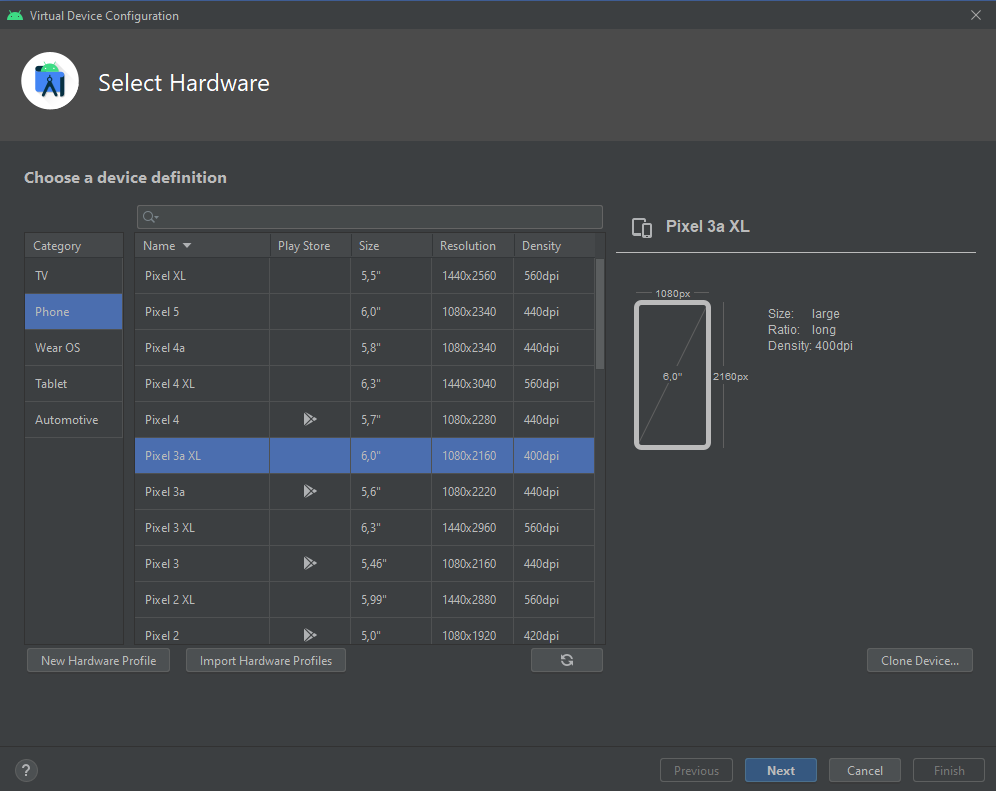 Virtual Device Configuration
Select Hardware
Choose a device definition
Category
TV
Phone
Wear OS
Tablet
Automotive
Name Play Store Size Resolution Density
Pixel XL 5,5" 1440x2560 560dpi
Pixel 5 6,0" 1080x2340 440dpi
Pixel 4a 5,8" 1080x2340 440dpi
Pixel 4 XL 6,3" 1440x3040 560dpi
Pixel 4 5,7" 1080x2280 440dpi
Pixel 3a XL 6,0" 1080x2160 400dpi
Pixel 3a 5,6" 1080x2220 440dpi
Pixel 3 XL 6,3" 1440x2960 560dpi
Pixel 3 5,46" 1080x2160 440dpi
Pixel 2 XL 5,99" 1440x2880 560dpi
Pixel 2 5,0" 1080x1920 420dpi
Pixel 3a XL
1080px
6,0"
2160px
Size: large
Ratio: long
Density: 400dpi
New Hardware Profile Import Hardware Profiles Clone Device...
? Previous Next Cancel Finish